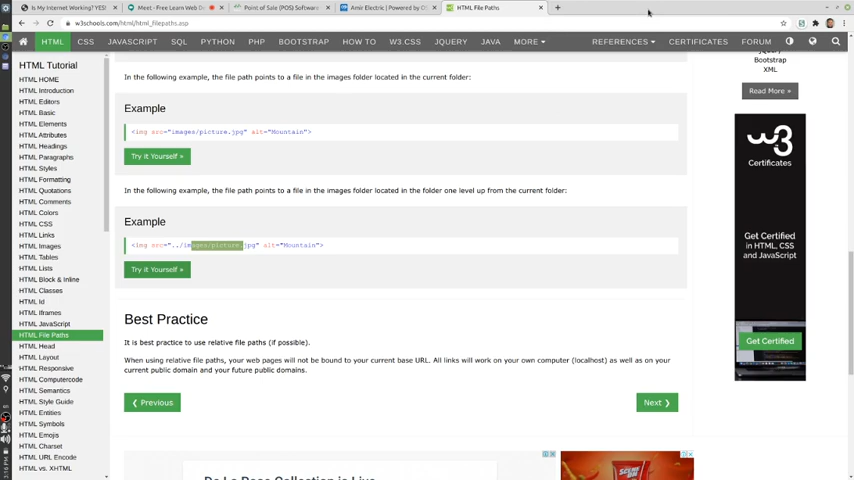 Is My Internet Working? YES!
Meet - Free Learn Web D
Point of Sale (POS) Software
Amir Electric | Powered by O
HTML File Paths
w3schools.com/html/html_filepaths.asp
HTML CSS JAVASCRIPT SQL PYTHON PHP BOOTSTRAP HOW TO W3.CSS JQUERY JAVA MORE REFERENCES CERTIFICATES FORUM
HTML Tutorial
HTML HOME
HTML Introduction
HTML Editors
HTML Basic
HTML Elements
HTML Attributes
HTML Headings
HTML Paragraphs
HTML Styles
HTML Formatting
HTML Quotations
HTML Comments
HTML Colors
HTML CSS
HTML Links
HTML Images
HTML Tables
HTML Lists
HTML Block & Inline
HTML Classes
HTML Id
HTML Iframes
HTML JavaScript
HTML File Paths
HTML Head
HTML Layout
HTML Responsive
HTML Computercode
HTML Semantics
HTML Style Guide
HTML Entities
HTML Symbols
HTML Emojis
HTML Charset
HTML URL Encode
HTML vs. XHTML
In the following example, the file path points to a file in the images folder located in the current folder:
Example
<img src="images/picture.jpg" alt="Mountain">
Try it Yourself »
In the following example, the file path points to a file in the images folder located in the folder one level up from the current folder:
Example
<img src="../images/picture.jpg" alt="Mountain">
Try it Yourself »
Best Practice
It is best practice to use relative file paths (if possible).
When using relative file paths, your web pages will not be bound to your current base URL. All links will work on your own computer (localhost) as well as on your
current public domain and your future public domains.
❮ Previous
Next ❯
jQuery
Bootstrap
XML
Read More »
w3
Certificates
Get Certified
in HTML, CSS
and JavaScript
Get Certified
3:16 PM